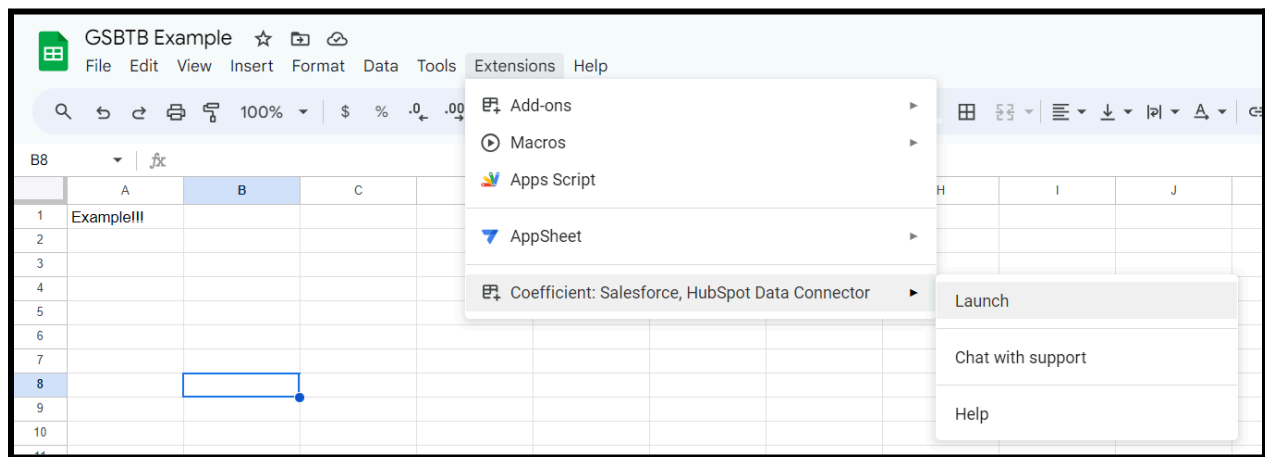 GSBTB Example
File Edit View Insert Format Data Tools Extensions Help
100% $ % .0 .00
B8 fx
Add-ons
Macros
Apps Script
AppSheet
Coefficient: Salesforce, HubSpot Data Connector
Launch
Chat with support
Help
A B C H I J
1 Example!!!
2
3
4
5
6
7
8
9
10